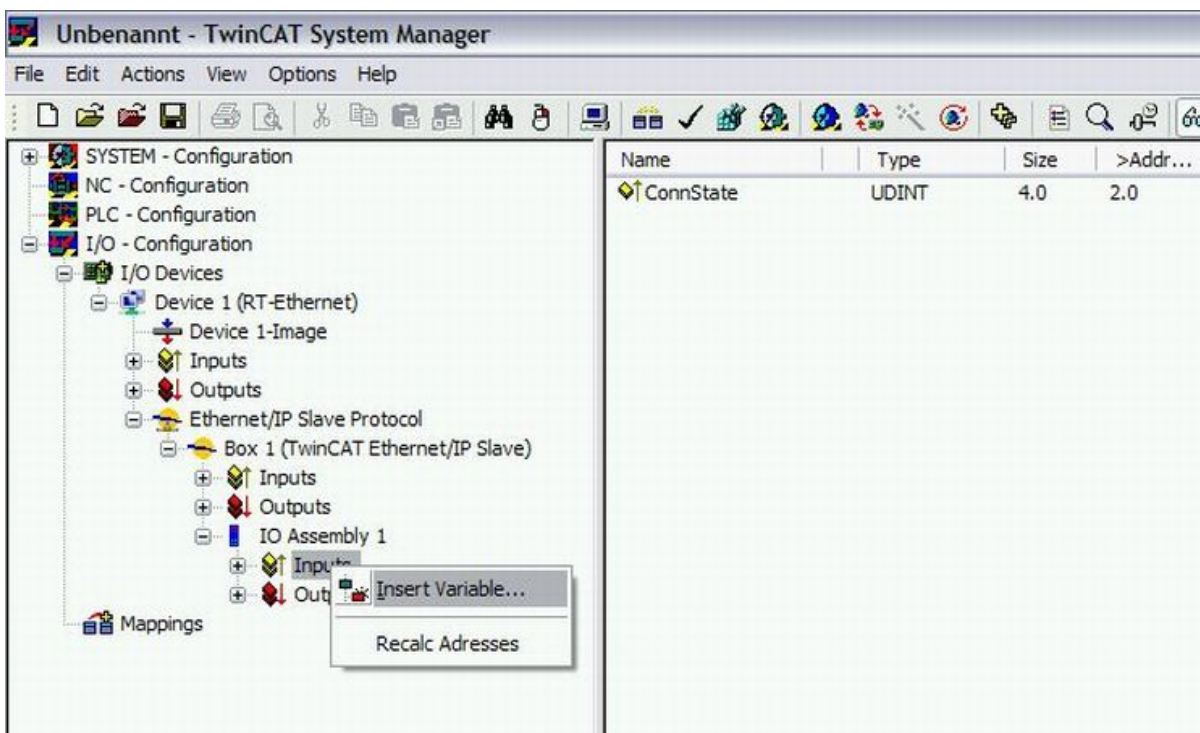 Unbenannt - TwinCAT System Manager
File Edit Actions View Options Help
SYSTEM - Configuration
NC - Configuration
PLC - Configuration
I/O - Configuration
I/O Devices
Device 1 (RT-Ethernet)
Device 1-Image
Inputs
Outputs
Ethernet/IP Slave Protocol
Box 1 (TwinCAT Ethernet/IP Slave)
Inputs
Outputs
IO Assembly 1
Inputs
Outp
Mappings
Insert Variable...
Recalc Adresses
Name Type Size >Addr...
ConnState UDINT 4.0 2.0